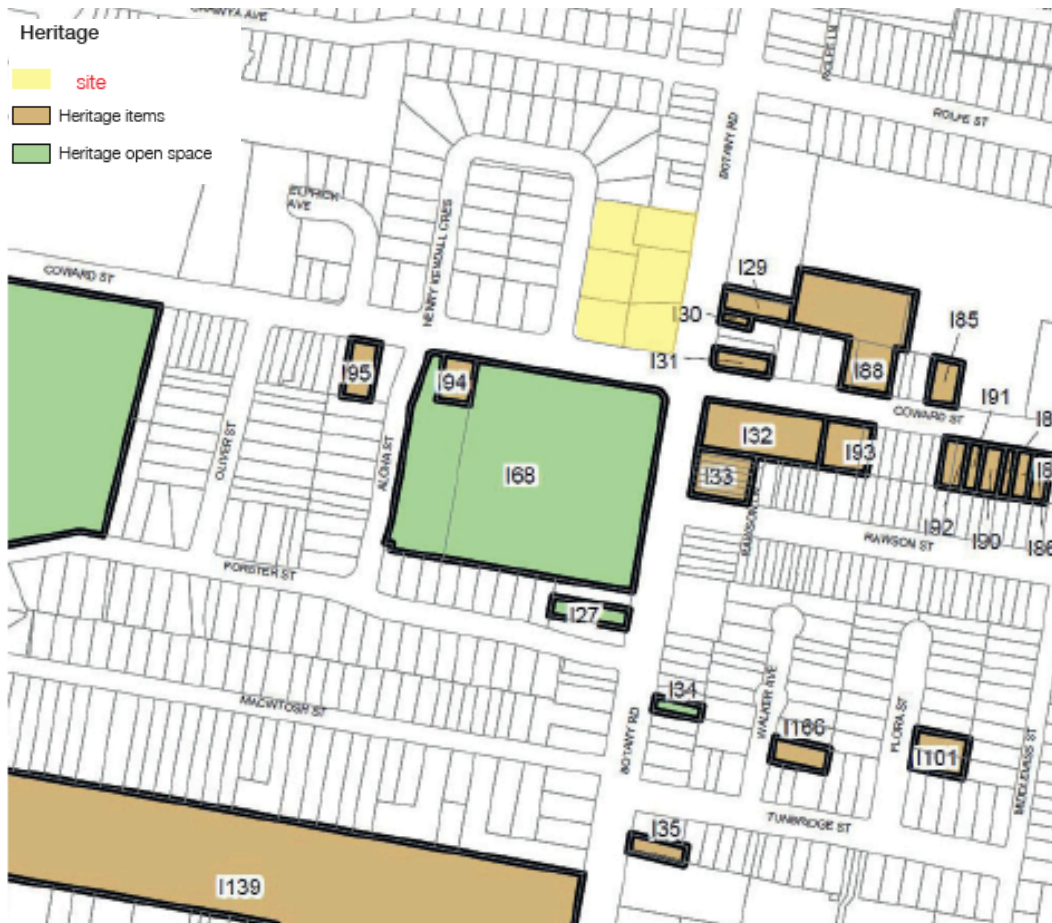 Heritage
site
Heritage items
Heritage open space
BOTANY RD
ROLFE ST
ELPHICK
AVE
HENRY KENDALL CRES
COWARD ST
I29
I30
I31
I85
I88
I91
COWARD ST
I95
I94
I32
I93
I68
I33
OLIVER ST
ALOHA ST
I92
I90
I86
RAWSON ST
FORSTER ST
I27
MACINTOSH ST
I34
WALKER AVE
FLORA ST
I166
I101
BOTANY RD
MIDDLEMISS ST
TUNBRIDGE ST
I35
I139